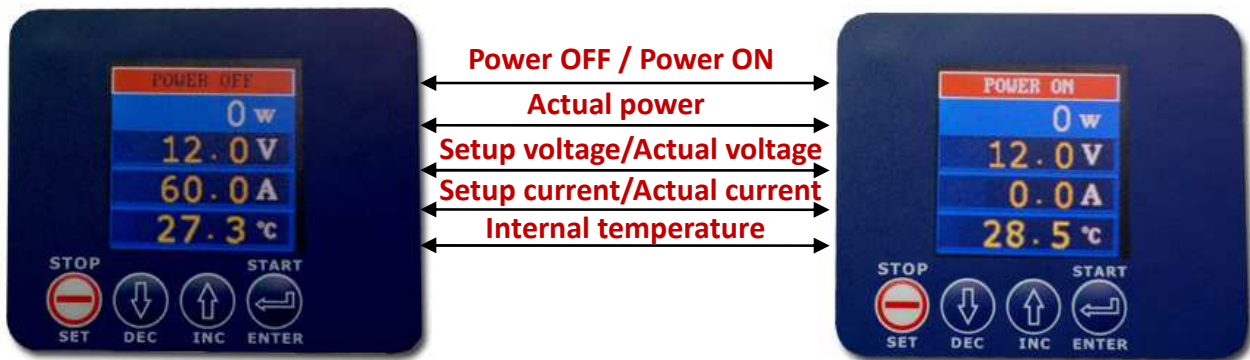 POWER OFF
0 W
12.0 V
60.0 A
27.3 °C
STOP
START
SET
DEC
INC
ENTER
Power OFF / Power ON
Actual power
Setup voltage/Actual voltage
Setup current/Actual current
Internal temperature
POWER ON
0 W
12.0 V
0.0 A
28.5 °C
STOP
START
SET
DEC
INC
ENTER